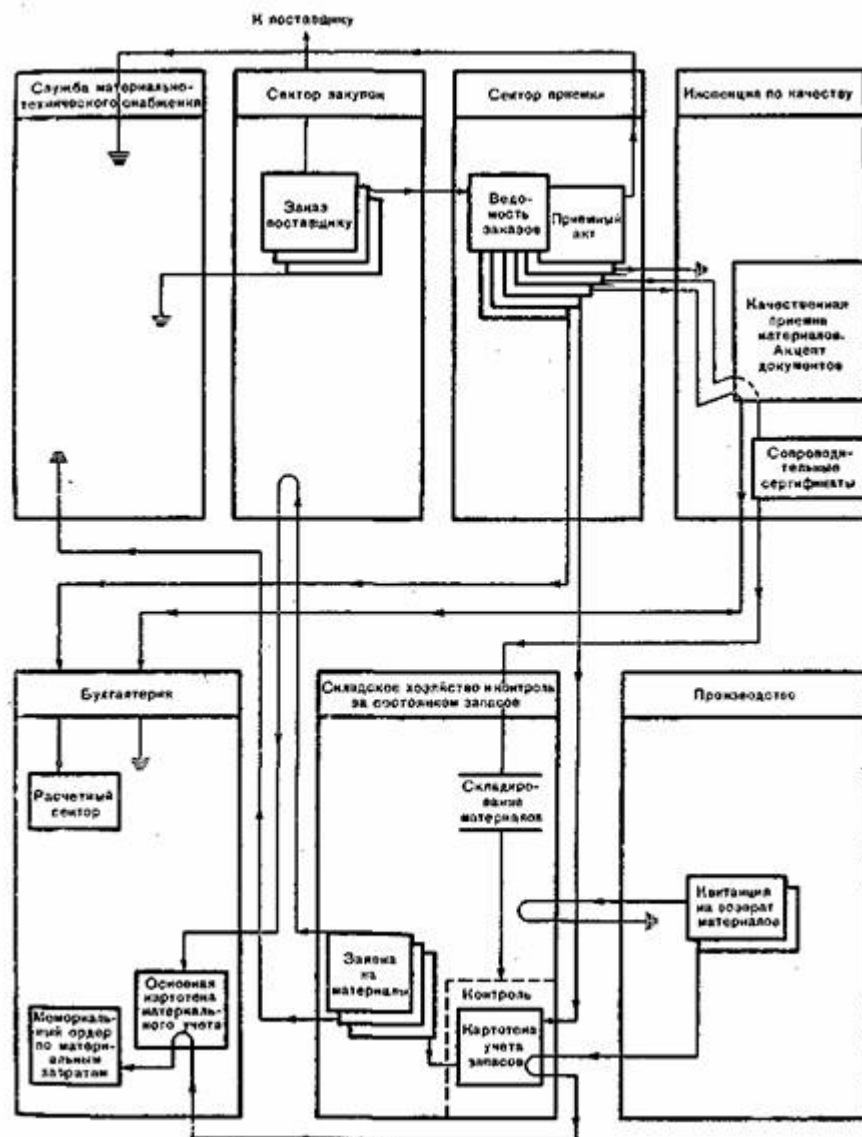 К поставщику
Служба материально-
технического снабжения
Сектор закупок
Сектор приемки
Инспекция по качеству
Заказ
поставщику
Ведо-
мость
заказов
Приемный
акт
Качественная
приемка
материалов.
Акцепт
документов
Сопроводи-
тельные
сертификаты
Бухгалтерия
Складское хозяйство и контроль
за состоянием запасов
Производство
Расчетный
сектор
Складиро-
вание
материалов
Квитанция
на возврат
материалов
Заявка
на
материалы
Контроль
Картотека
учета
запасов
Основная
картотека
материаль-
ного учета
Мемориаль-
ный ордер
по матери-
альным
затратам